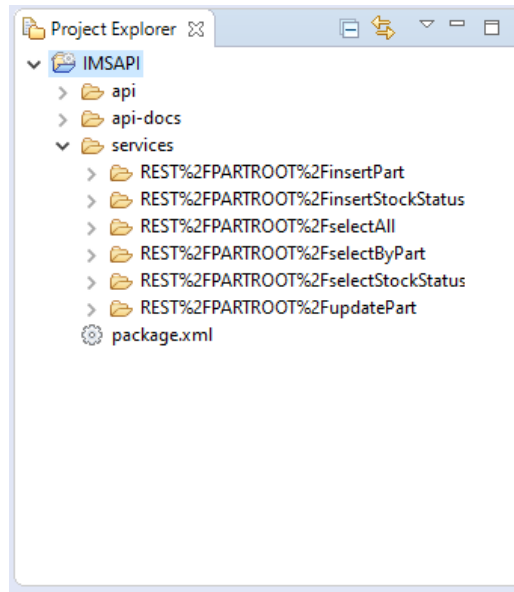 Project Explorer
IMSAPI
api
api-docs
services
REST%2FPARTROOT%2FinsertPart
REST%2FPARTROOT%2FinsertStockStatus
REST%2FPARTROOT%2FselectAll
REST%2FPARTROOT%2FselectByPart
REST%2FPARTROOT%2FselectStockStatus
REST%2FPARTROOT%2FupdatePart
package.xml